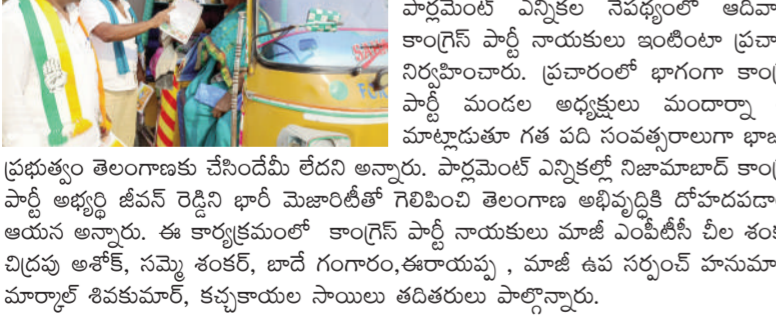 పార్లమెంట్ ఎన్నికల నేపథ్యంలో ఆదివా
కాంగ్రెస్ పార్టీ నాయకులు ఇంటింటా ప్రచా
నిర్వహించారు. ప్రచారంలో భాగంగా కాంగ్రె
పార్టీ మండల అధ్యక్షులు మందార్నా
మాట్లాడుతూ గత పది సంవత్సరాలుగా భాజ
ప్రభుత్వం తెలంగాణకు చేసిందేమీ లేదని అన్నారు. పార్లమెంట్ ఎన్నికల్లో నిజామాబాద్ కాంగ్రె
పార్టీ అభ్యర్థి జీవన్ రెడ్డిని భారీ మెజారిటీతో గెలిపించి తెలంగాణ అభివృద్ధికి దోహదపడా
ఆయన అన్నారు. ఈ కార్యక్రమంలో కాంగ్రెస్ పార్టీ నాయకులు మాజీ ఎంపీటీసీ చీల శంక
చిద్రపు అశోక్, సమ్మె శంకర్, బాదే గంగారం,ఈరాయప్ప , మాజీ ఉప సర్పంచ్ హనుమా
మార్కాల్ శివకుమార్, కచ్చకాయల సాయిలు తదితరులు పాల్గొన్నారు.